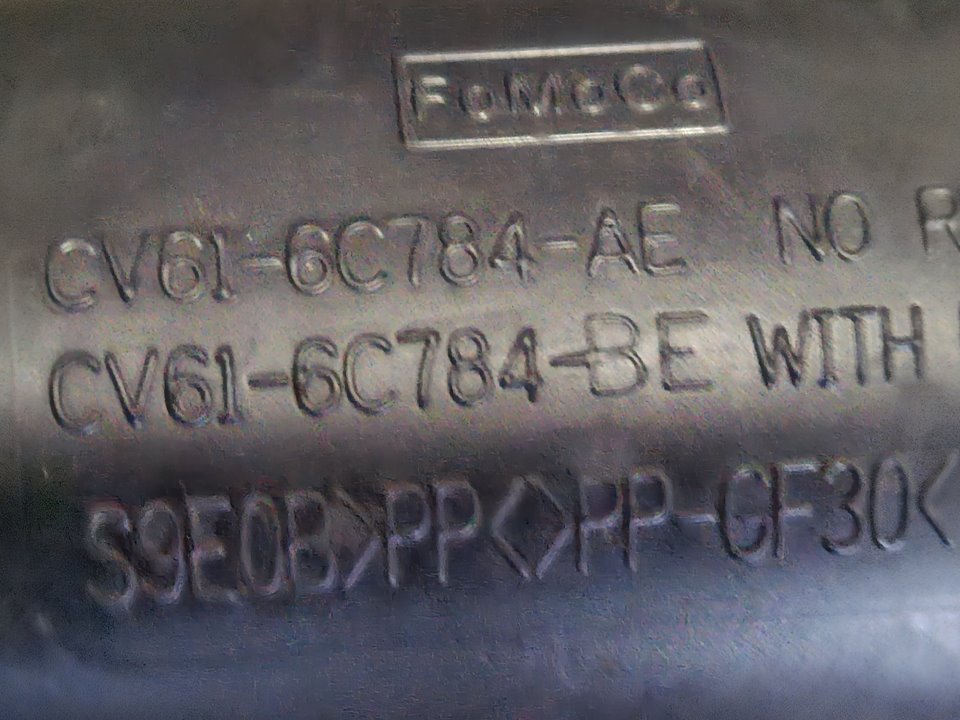 FoMoCo
CV61-6C784-AE NO R
CV61-6C784-BE WITH
S9E0B>PP<>PP-GF30<